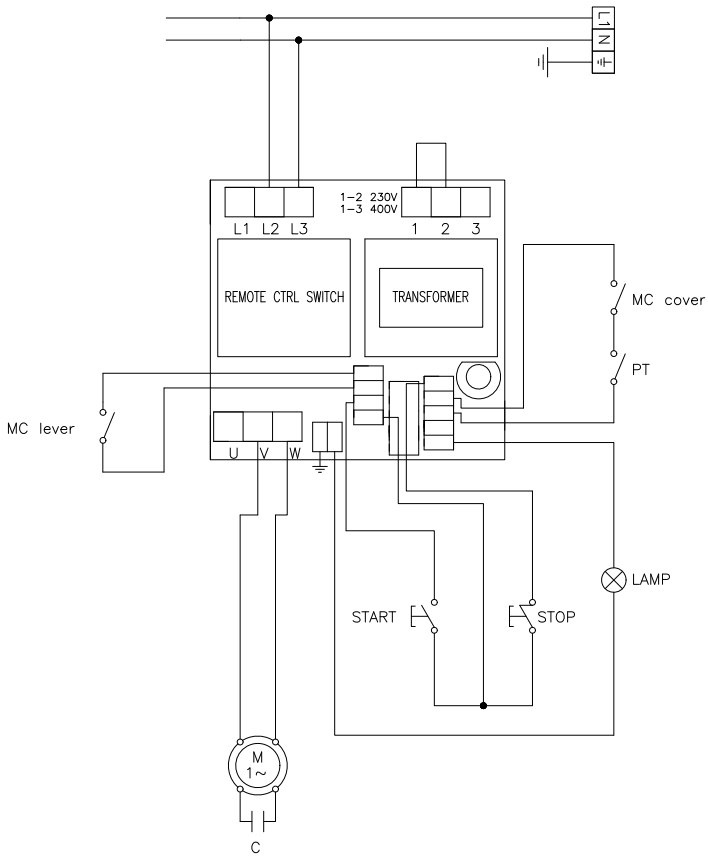 L1
N
1-2 230V
1-3 400V
L1 L2 L3
1 2 3
REMOTE CTRL SWITCH
TRANSFORMER
MC cover
PT
MC lever
U V W
LAMP
START
STOP
M
1~
C